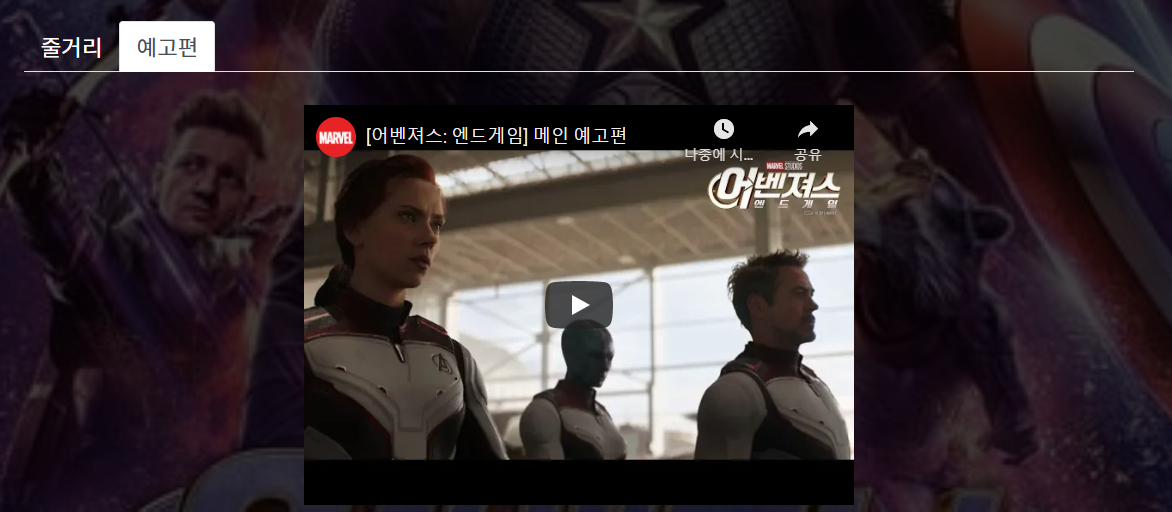 줄거리 예고편
MARVEL [어벤져스: 엔드게임] 메인 예고편
나중에 시... 공유
MARVEL STUDIOS
어벤져스
엔드게임